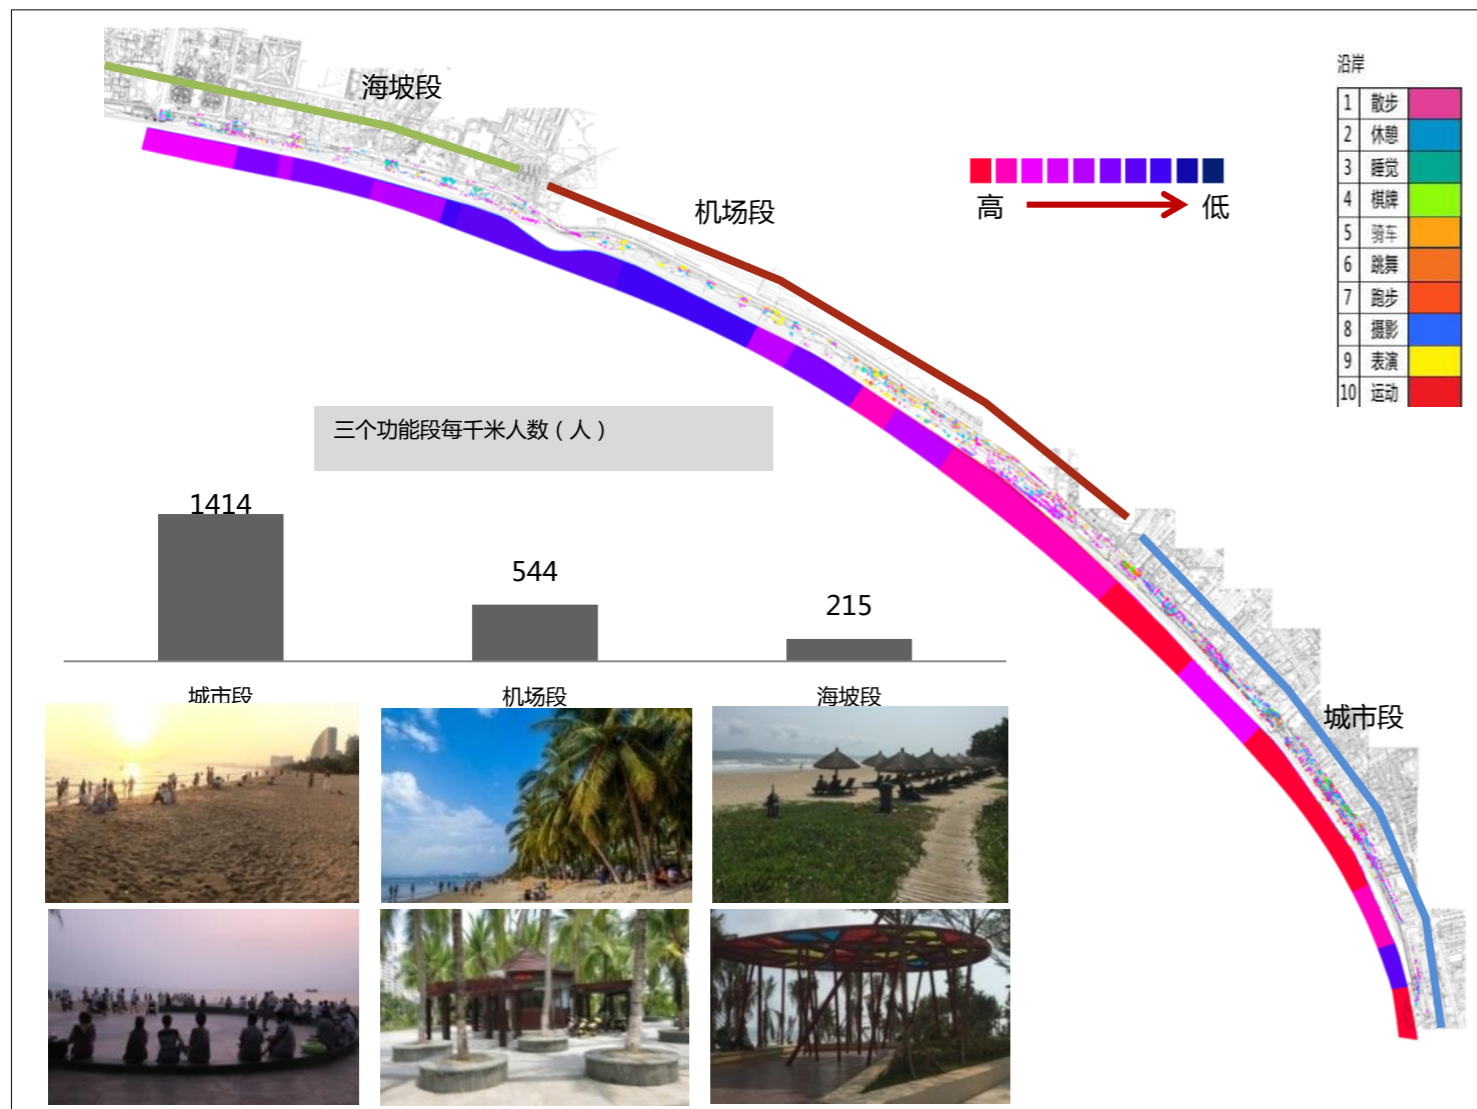 海坡段
沿岸
1 散步
2 休憩
3 睡觉
4 棋牌
5 骑车
6 跳舞
7 跑步
8 摄影
9 表演
10 运动
高 低
机场段
三个功能段每千米人数（人）
1414
544
215
城市段 机场段 海坡段
城市段